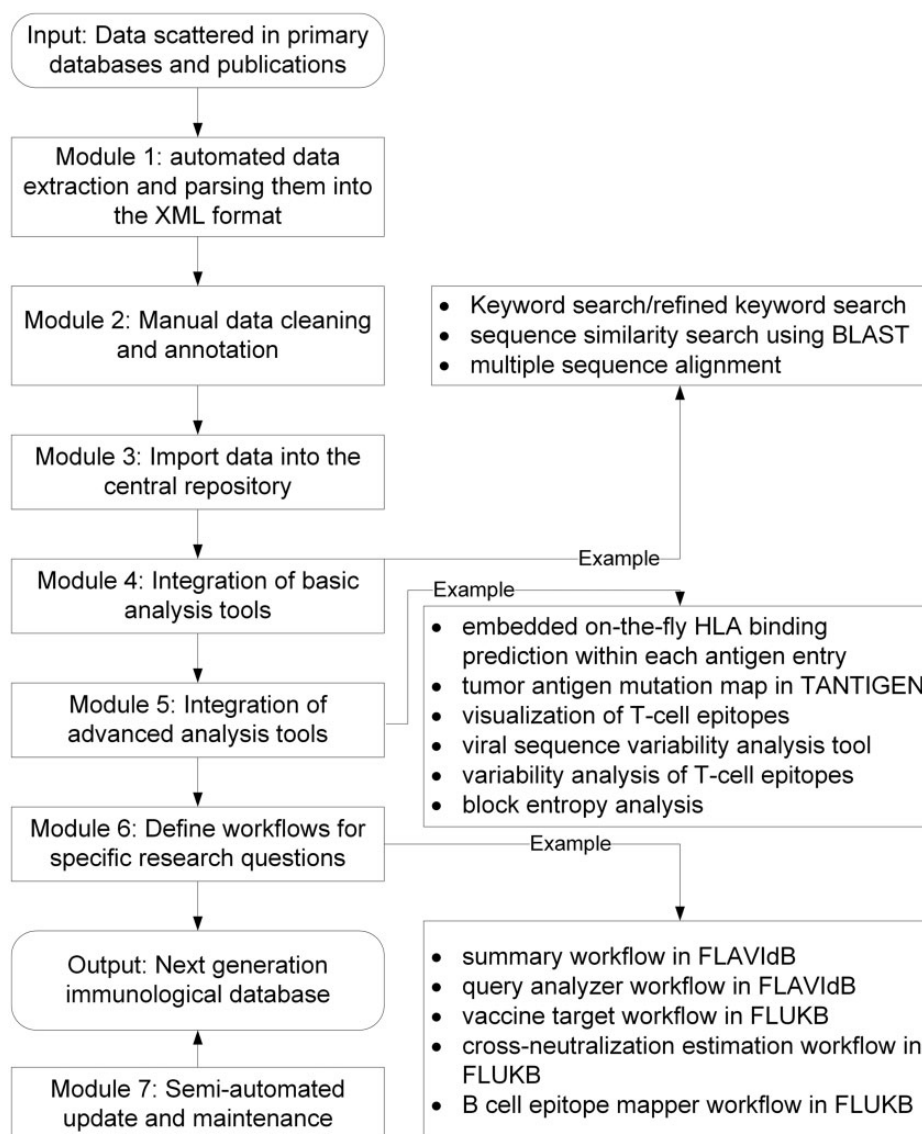 Input: Data scattered in primary
databases and publications
Module 1: automated data
extraction and parsing them into
the XML format
Module 2: Manual data cleaning
and annotation
• Keyword search/refined keyword search
• sequence similarity search using BLAST
• multiple sequence alignment
Module 3: Import data into the
central repository
Example
Module 4: Integration of basic
analysis tools
Example
• embedded on-the-fly HLA binding
prediction within each antigen entry
• tumor antigen mutation map in TANTIGEN
• visualization of T-cell epitopes
• viral sequence variability analysis tool
• variability analysis of T-cell epitopes
• block entropy analysis
Module 5: Integration of
advanced analysis tools
Module 6: Define workflows for
specific research questions
Example
Output: Next generation
immunological database
• summary workflow in FLAVIdB
• query analyzer workflow in FLAVIdB
• vaccine target workflow in FLUKB
• cross-neutralization estimation workflow in
FLUKB
• B cell epitope mapper workflow in FLUKB
Module 7: Semi-automated
update and maintenance